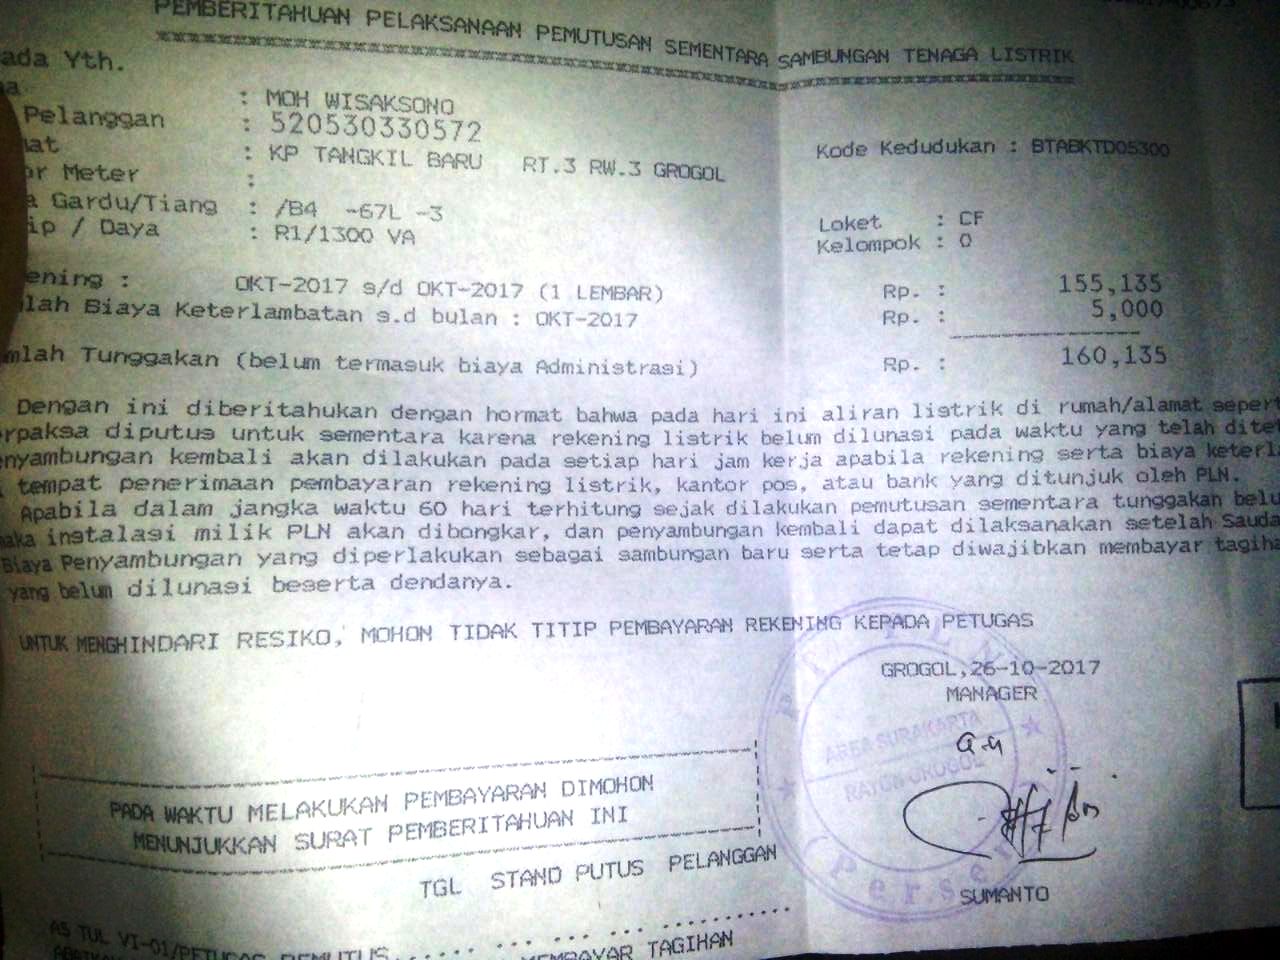 PEMBERITAHUAN PELAKSANAAN PEMUTUSAN SEMENTARA SAMBUNGAN TENAGA LISTRIK
ada Yth.
a : MOH WISAKSONO
Pelanggan : 520530330572
at : KP TANGKIL BARU RT.3 RW.3 GROGOL Kode Kedudukan : BTABKTD05300
or Meter :
a Gardu/Tiang : /B4 -67L -3 Loket : CF
ip / Daya : R1/1300 VA Kelompok : 0
ening : OKT-2017 s/d OKT-2017 (1 LEMBAR) Rp. : 155,135
lah Biaya Keterlambatan s.d bulan : OKT-2017 Rp. : 5,000
mlah Tunggakan (belum termasuk biaya Administrasi) Rp. : 160,135
Dengan ini diberitahukan dengan hormat bahwa pada hari ini aliran listrik di rumah/alamat sepert
rpaksa diputus untuk sementara karena rekening listrik belum dilunasi pada waktu yang telah ditet
nyambungan kembali akan dilakukan pada setiap hari jam kerja apabila rekening serta biaya keterla
tempat penerimaan pembayaran rekening listrik, kantor pos, atau bank yang ditunjuk oleh PLN.
Apabila dalam jangka waktu 60 hari terhitung sejak dilakukan pemutusan sementara tunggakan belu
maka instalasi milik PLN akan dibongkar, dan penyambungan kembali dapat dilaksanakan setelah Sauda
Biaya Penyambungan yang diperlakukan sebagai sambungan baru serta tetap diwajibkan membayar tagiha
yang belum dilunasi beserta dendanya.
UNTUK MENGHINDARI RESIKO, MOHON TIDAK TITIP PEMBAYARAN REKENING KEPADA PETUGAS
GROGOL,26-10-2017
MANAGER
a.n
PT PLN
AREA SURAKARTA
RAYON GROGOL
(Persero)
SUMANTO
PADA WAKTU MELAKUKAN PEMBAYARAN DIMOHON
MENUNJUKKAN SURAT PEMBERITAHUAN INI
TGL STAND PUTUS PELANGGAN
AS TUL VI-01/PETUGAS PEMUTUS...... ... ... ... ............
MEMBAYAR TAGIHAN